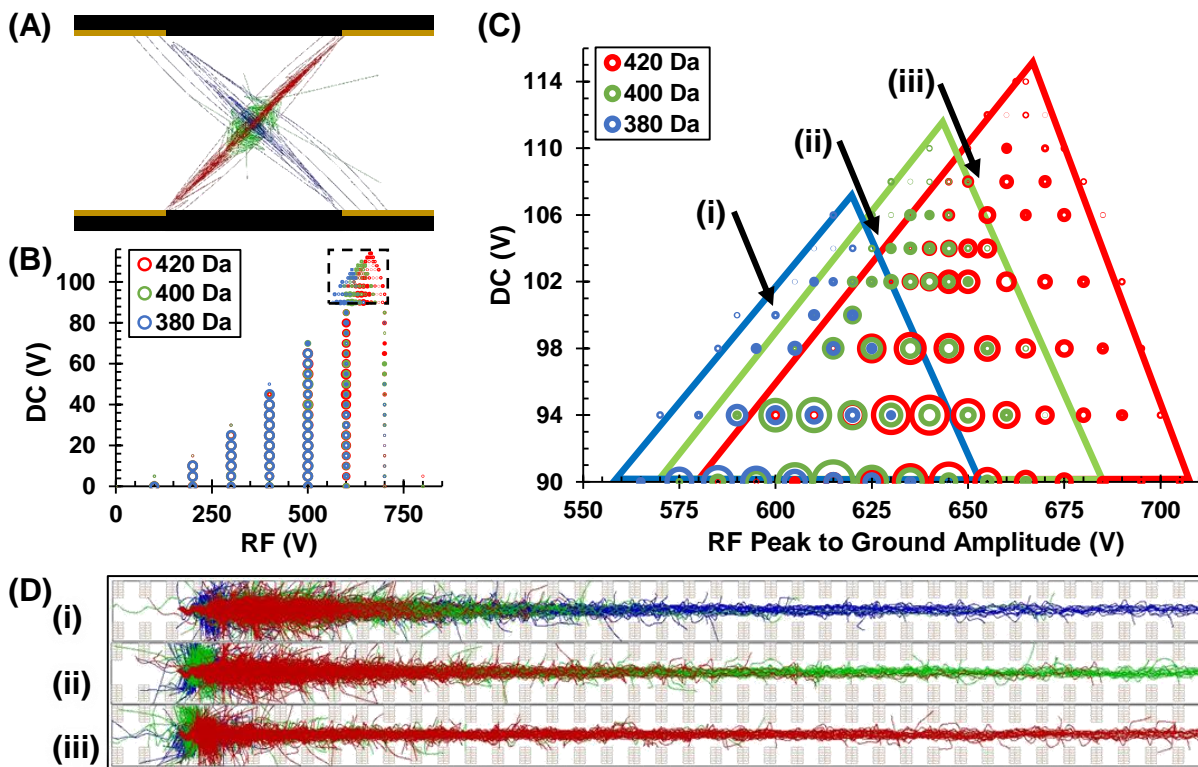 (A)
(B)
420 Da
400 Da
380 Da
DC (V)
100
80
60
40
20
0
0
250
500
750
RF (V)
(C)
420 Da
400 Da
380 Da
(i)
(ii)
(iii)
DC (V)
114
110
106
102
98
94
90
550
575
600
625
650
675
700
RF Peak to Ground Amplitude (V)
(D)
(i)
(ii)
(iii)